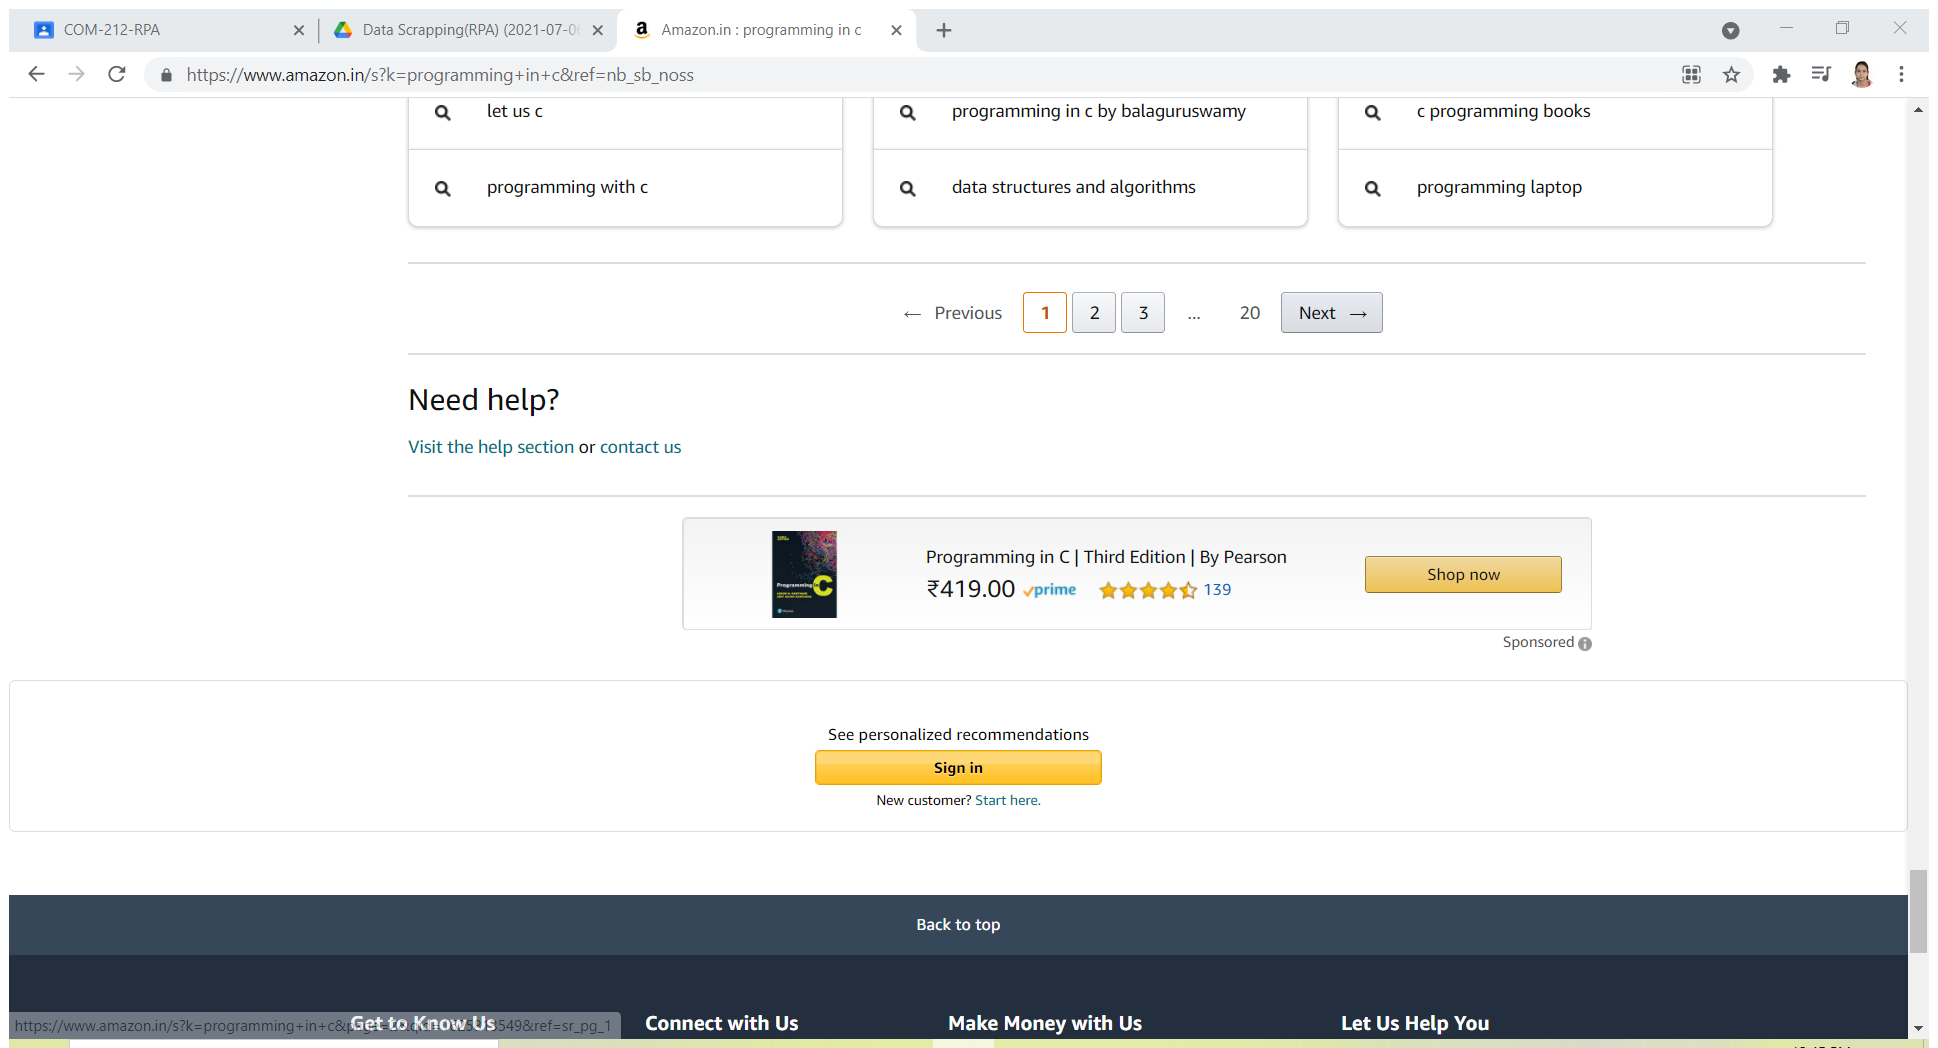 COM-212-RPA
Data Scrapping(RPA) (2021-07-06
Amazon.in : programming in c
https://www.amazon.in/s?k=programming+in+c&ref=nb_sb_noss
let us c
programming in c by balaguruswamy
c programming books
programming with c
data structures and algorithms
programming laptop
← Previous 1 2 3 ... 20 Next →
Need help?
Visit the help section or contact us
Programming in C
Programming in C | Third Edition | By Pearson
₹419.00 prime 139
Shop now
Sponsored
See personalized recommendations
Sign in
New customer? Start here.
Back to top
Get to Know Us
Connect with Us
Make Money with Us
Let Us Help You
https://www.amazon.in/s?k=programming+in+c&
549&ref=sr_pg_1